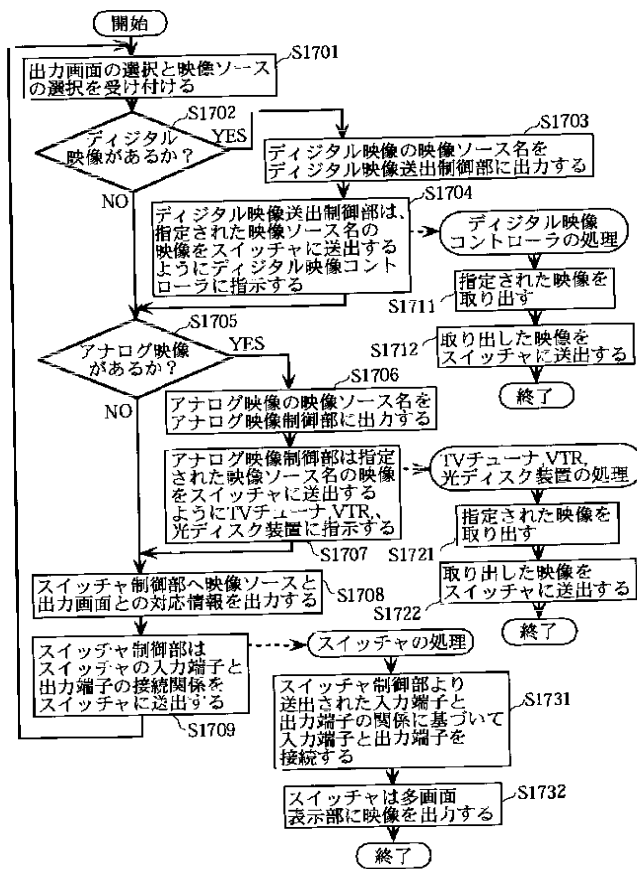 開始
S1701
出力画面の選択と映像ソース
の選択を受け付ける
S1702
ディジタル
映像があるか？
YES
NO
S1703
ディジタル映像の映像ソース名を
ディジタル映像送出制御部に出力する
S1704
ディジタル映像送出制御部は、
指定された映像ソース名の
映像をスイッチャに送出する
ようにディジタル映像コント
ローラに指示する
ディジタル映像
コントローラの処理
S1711
指定された映像を
取り出す
S1712
取り出した映像を
スイッチャに送出する
終了
S1705
アナログ映像
があるか？
YES
NO
S1706
アナログ映像の映像ソース名を
アナログ映像制御部に出力する
アナログ映像制御部は指定
された映像ソース名の映像
をスイッチャに送出する
ようにTVチューナ,VTR、
光ディスク装置に指示する
S1707
TVチューナ,VTR,
光ディスク装置の処理
S1721
指定された映像を
取り出す
取り出した映像を
スイッチャに送出する
S1722
終了
スイッチャ制御部へ映像ソースと
出力画面との対応情報を出力する
S1708
スイッチャ制御部は
スイッチャの入力端子と
出力端子の接続関係を
スイッチャに送出する
S1709
スイッチャの処理
S1731
スイッチャ制御部より
送出された入力端子と
出力端子の関係に基づいて
入力端子と出力端子を
接続する
S1732
スイッチャは多画面
表示部に映像を出力する
終了